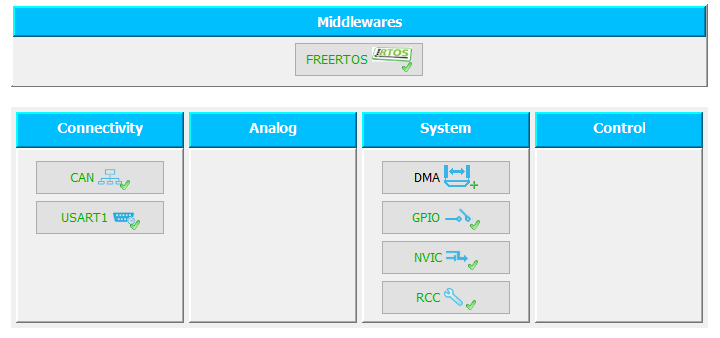 Middlewares
FREERTOS RTOS
Connectivity Analog System Control
CAN DMA
USART1 GPIO
NVIC
RCC